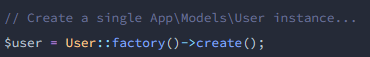 // Create a single App\Models\User instance...
$user = User::factory()->create();